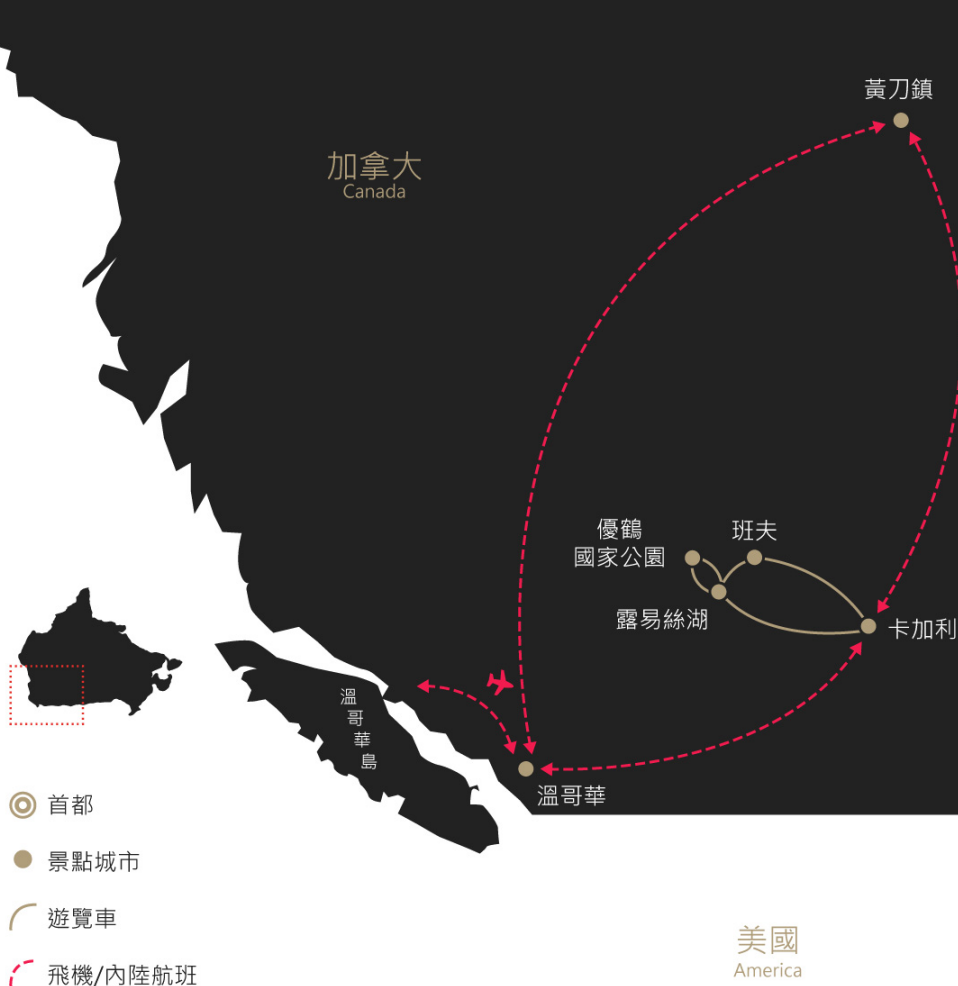 黃刀鎮
加拿大
Canada
優鶴
國家公園
班夫
露易絲湖
卡加利
溫哥華島
溫哥華
首都
景點城市
遊覽車
飛機/內陸航班
美國
America